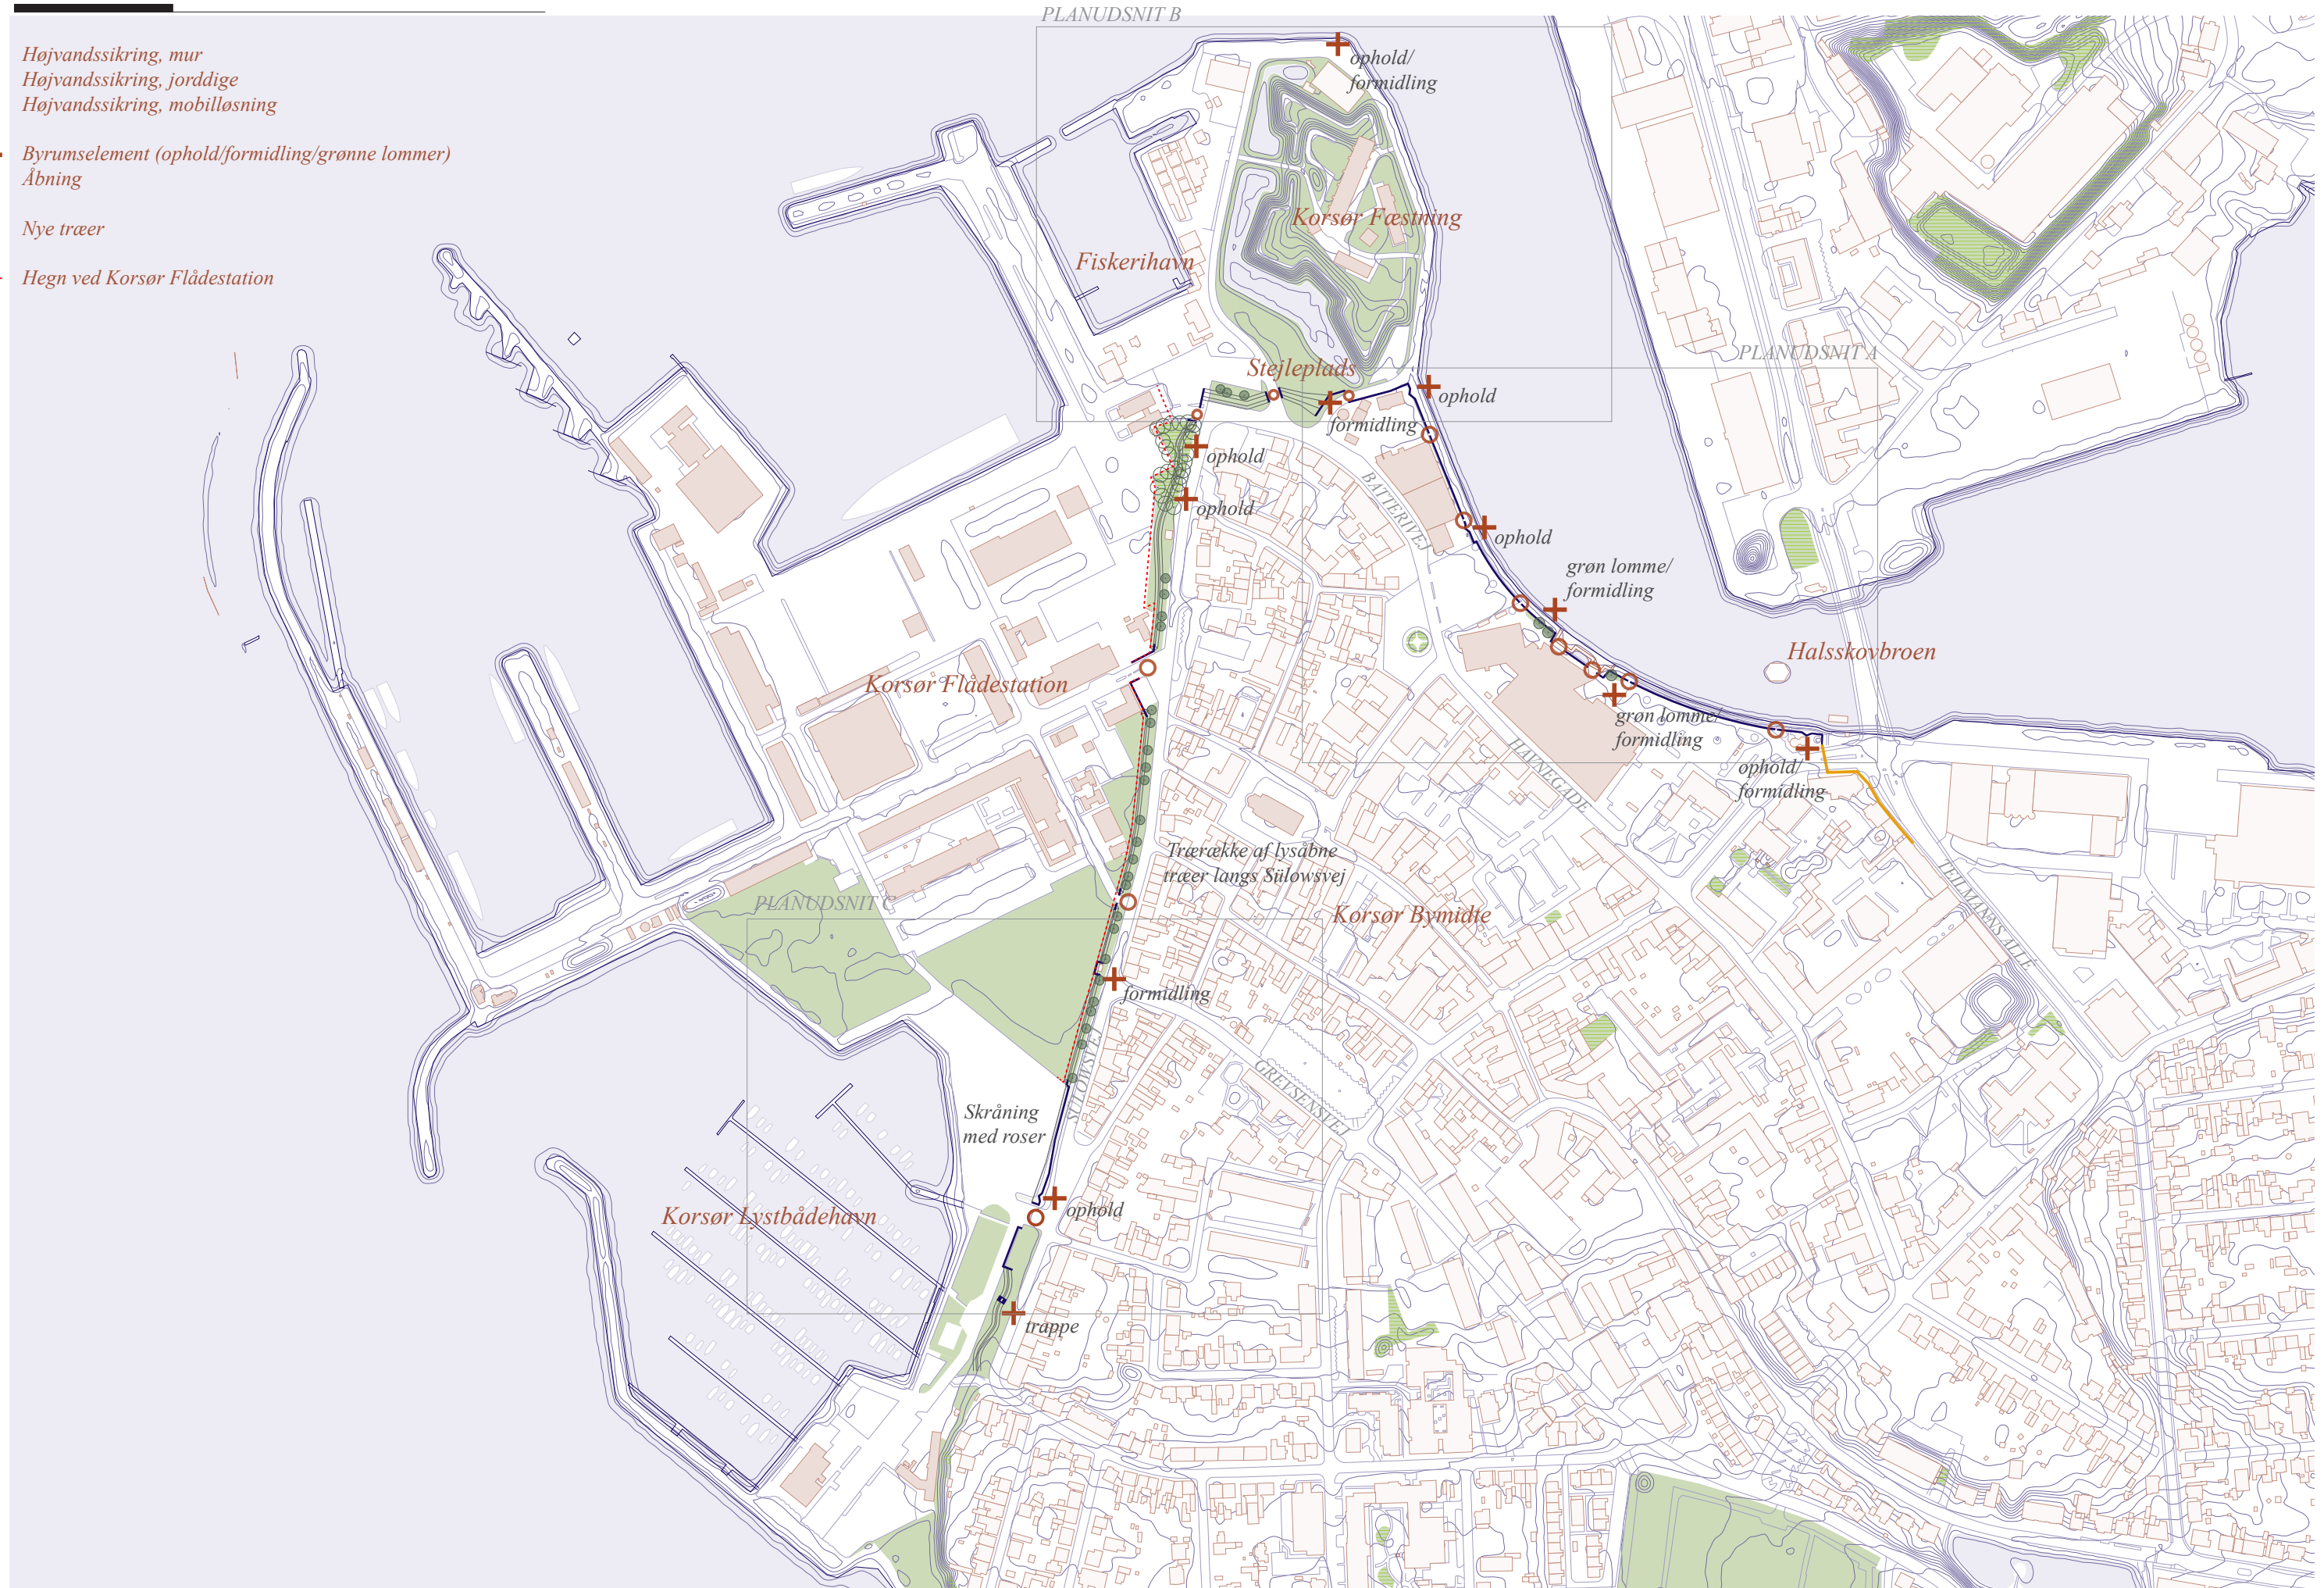 PLANUDSNIT B
Højvandssikring, mur
Højvandssikring, jorddige
Højvandssikring, mobilløsning
Byrumselement (ophold/formidling/grønne lommer)
Åbning
Nye træer
Hegn ved Korsør Flådestation
ophold/
formidling
Korsør Fæstning
Fiskerihavn
Stejleplads
PLANUDSNIT A
ophold
formidling
ophold
ophold
BATTERIVEJ
ophold
grøn lomme/
formidling
Halsskovbroen
Korsør Flådestation
grøn lomme/
formidling
HAVNEGADE
ophold/
formidling
Trærække af lysåbne
træer langs Sülowsvej
TEILMANNS ALLÉ
PLANUDSNIT C
Korsør Bymidte
formidling
SÜLOWSVEJ
GREVSENSVEJ
Skråning
med roser
Korsør Lystbådehavn
ophold
trappe